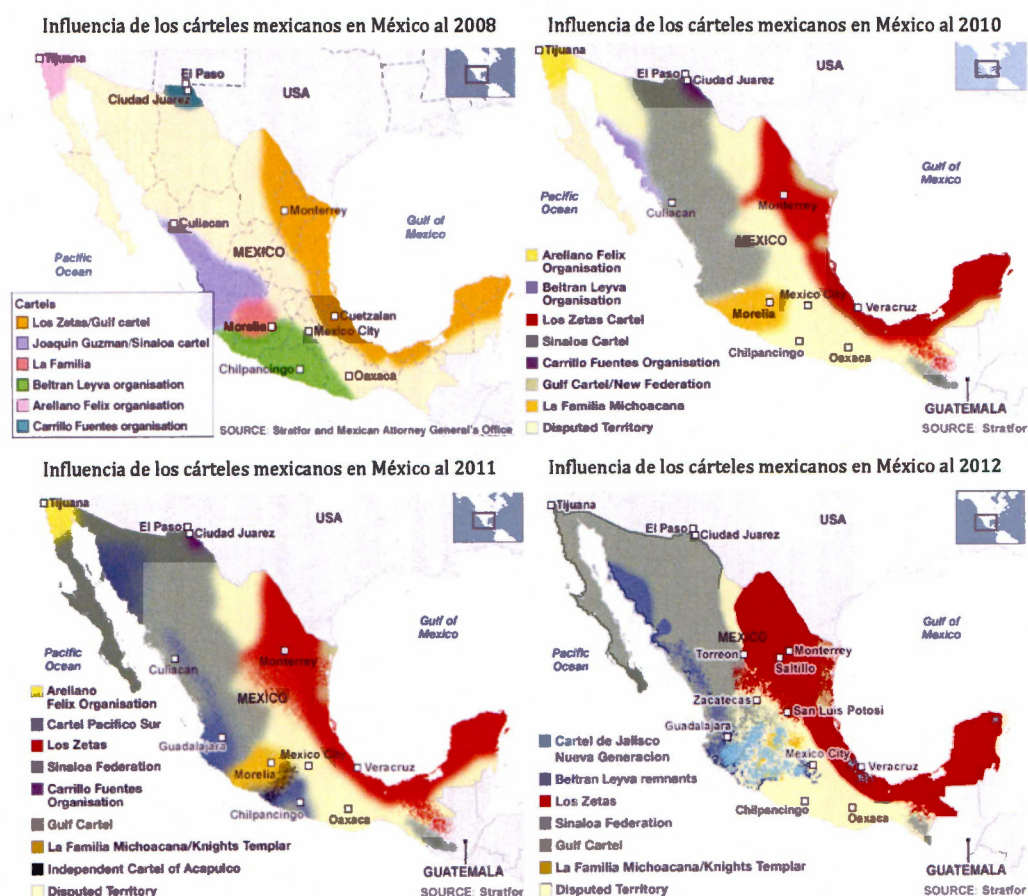 Influencia de los cárteles mexicanos en México al 2008
Tijuana
El Paso
Ciudad Juarez
USA
Culiacan
Monterrey
Gulf of
Mexico
MEXICO
Pacific
Ocean
Cuetzalan
Morelia
Mexico City
Chilpancingo
Oaxaca
Cartels
Los Zetas/Gulf cartel
Joaquin Guzman/Sinaloa cartel
La Familia
Beltran Leyva organisation
Arellano Felix organisation
Carrillo Fuentes organisation
SOURCE: Stratfor and Mexican Attorney General's Office
Influencia de los cárteles mexicanos en México al 2010
Tijuana
El Paso
Ciudad Juarez
USA
Gulf of
Mexico
Pacific
Ocean
Culiacan
Monterrey
MEXICO
Mexico City
Morelia
Veracruz
Chilpancingo
Oaxaca
GUATEMALA
Arellano Felix
Organisation
Beltran Leyva
Organisation
Los Zetas Cartel
Sinaloa Cartel
Carrillo Fuentes Organisation
Gulf Cartel/New Federation
La Familia Michoacana
Disputed Territory
SOURCE: Stratfor
Influencia de los cárteles mexicanos en México al 2011
Tijuana
El Paso
Ciudad Juarez
USA
Gulf of
Mexico
Pacific
Ocean
Culiacan
Monterrey
MEXICO
Guadalajara
Mexico City
Morelia
Veracruz
Chilpancingo
Oaxaca
GUATEMALA
Arellano
Felix Organisation
Cartel Pacifico Sur
Los Zetas
Sinaloa Federation
Carrillo Fuentes
Organisation
Gulf Cartel
La Familia Michoacana/Knights Templar
Independent Cartel of Acapulco
Disputed Territory
SOURCE: Stratfor
Influencia de los cárteles mexicanos en México al 2012
Tijuana
El Paso
Ciudad Juarez
USA
Gulf of
Mexico
Pacific
Ocean
MEXICO
Torreon
Monterrey
Saltillo
Zacatecas
San Luis Potosi
Guadalajara
Mexico City
Veracruz
Chilpancingo
Oaxaca
GUATEMALA
Cartel de Jalisco
Nueva Generacion
Beltran Leyva remnants
Los Zetas
Sinaloa Federation
Gulf Cartel
La Familia Michoacana/Knights Templar
Disputed Territory
SOURCE: Stratfor